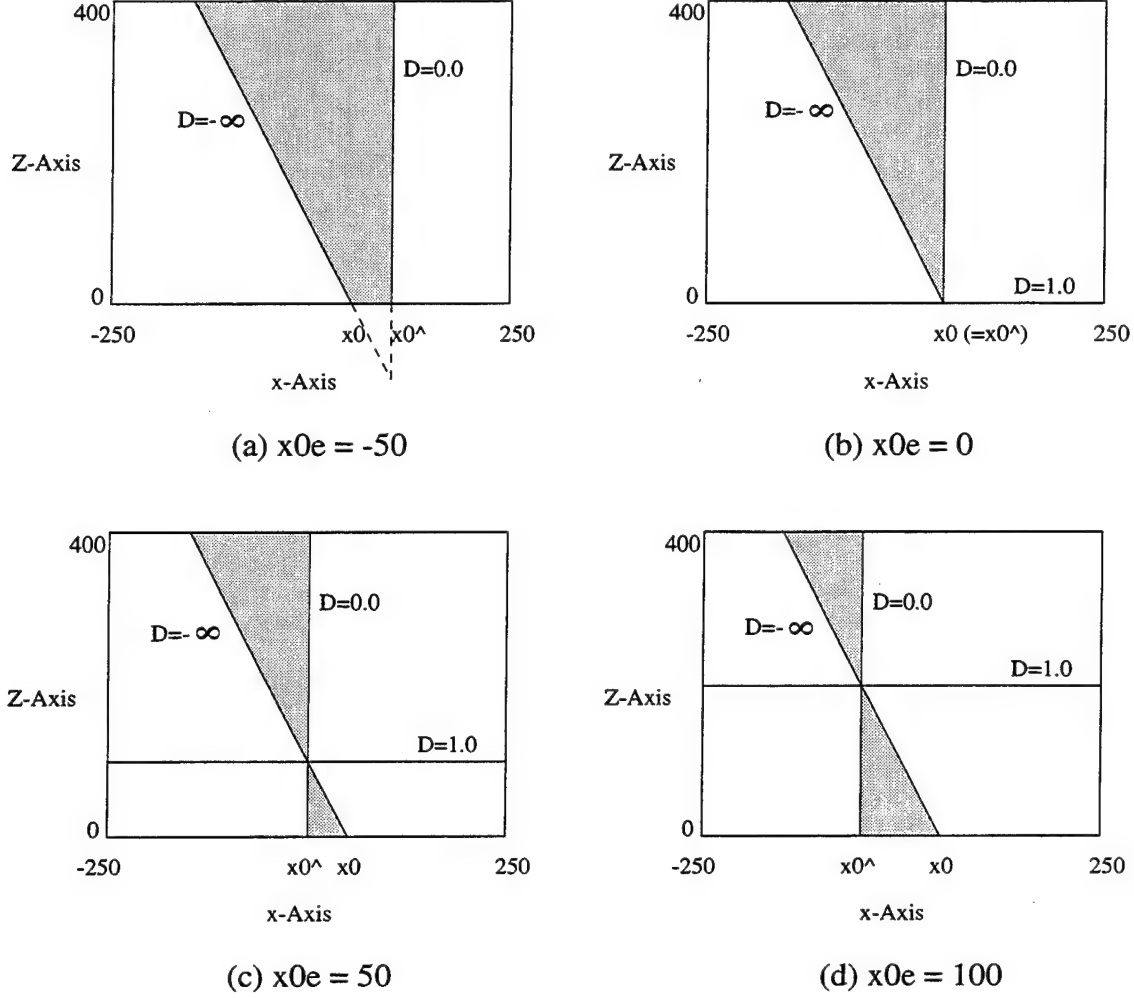 400
D=0.0
D=-∞
Z-Axis
0
-250
x0
x0^
250
x-Axis
(a) x0e = -50
400
D=0.0
D=-∞
Z-Axis
D=1.0
0
-250
x0 (=x0^)
250
x-Axis
(b) x0e = 0
400
D=0.0
D=-∞
Z-Axis
D=1.0
0
-250
x0^
x0
250
x-Axis
(c) x0e = 50
400
D=0.0
D=-∞
D=1.0
Z-Axis
0
-250
x0^
x0
250
x-Axis
(d) x0e = 100